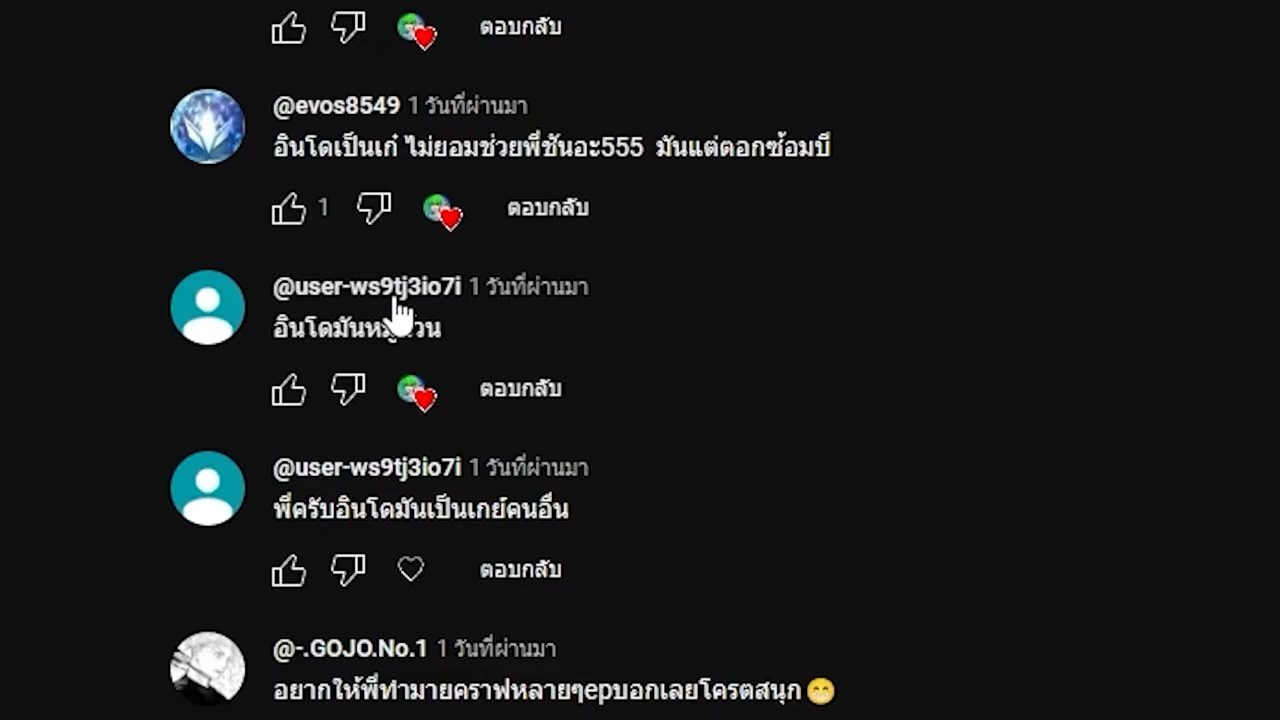 ตอบกลับ
@evos8549 1 วันที่ผ่านมา
อินโดเป็นเก๋ ไม่ยอมช่วยพี่ชันอะ555 มันแต่ตอกซ้อมบี
1 ตอบกลับ
@user-ws9tj3io7i 1 วันที่ผ่านมา
อินโดมัน
ตอบกลับ
@user-ws9tj3io7i 1 วันที่ผ่านมา
พี่ครับอินโดมันเป็นเกย์คนอื่น
ตอบกลับ
@-.GOJO.No.1 1 วันที่ผ่านมา
อยากให้พี่ทำมายคราฟหลายๆepบอกเลยโครตสนุก😁